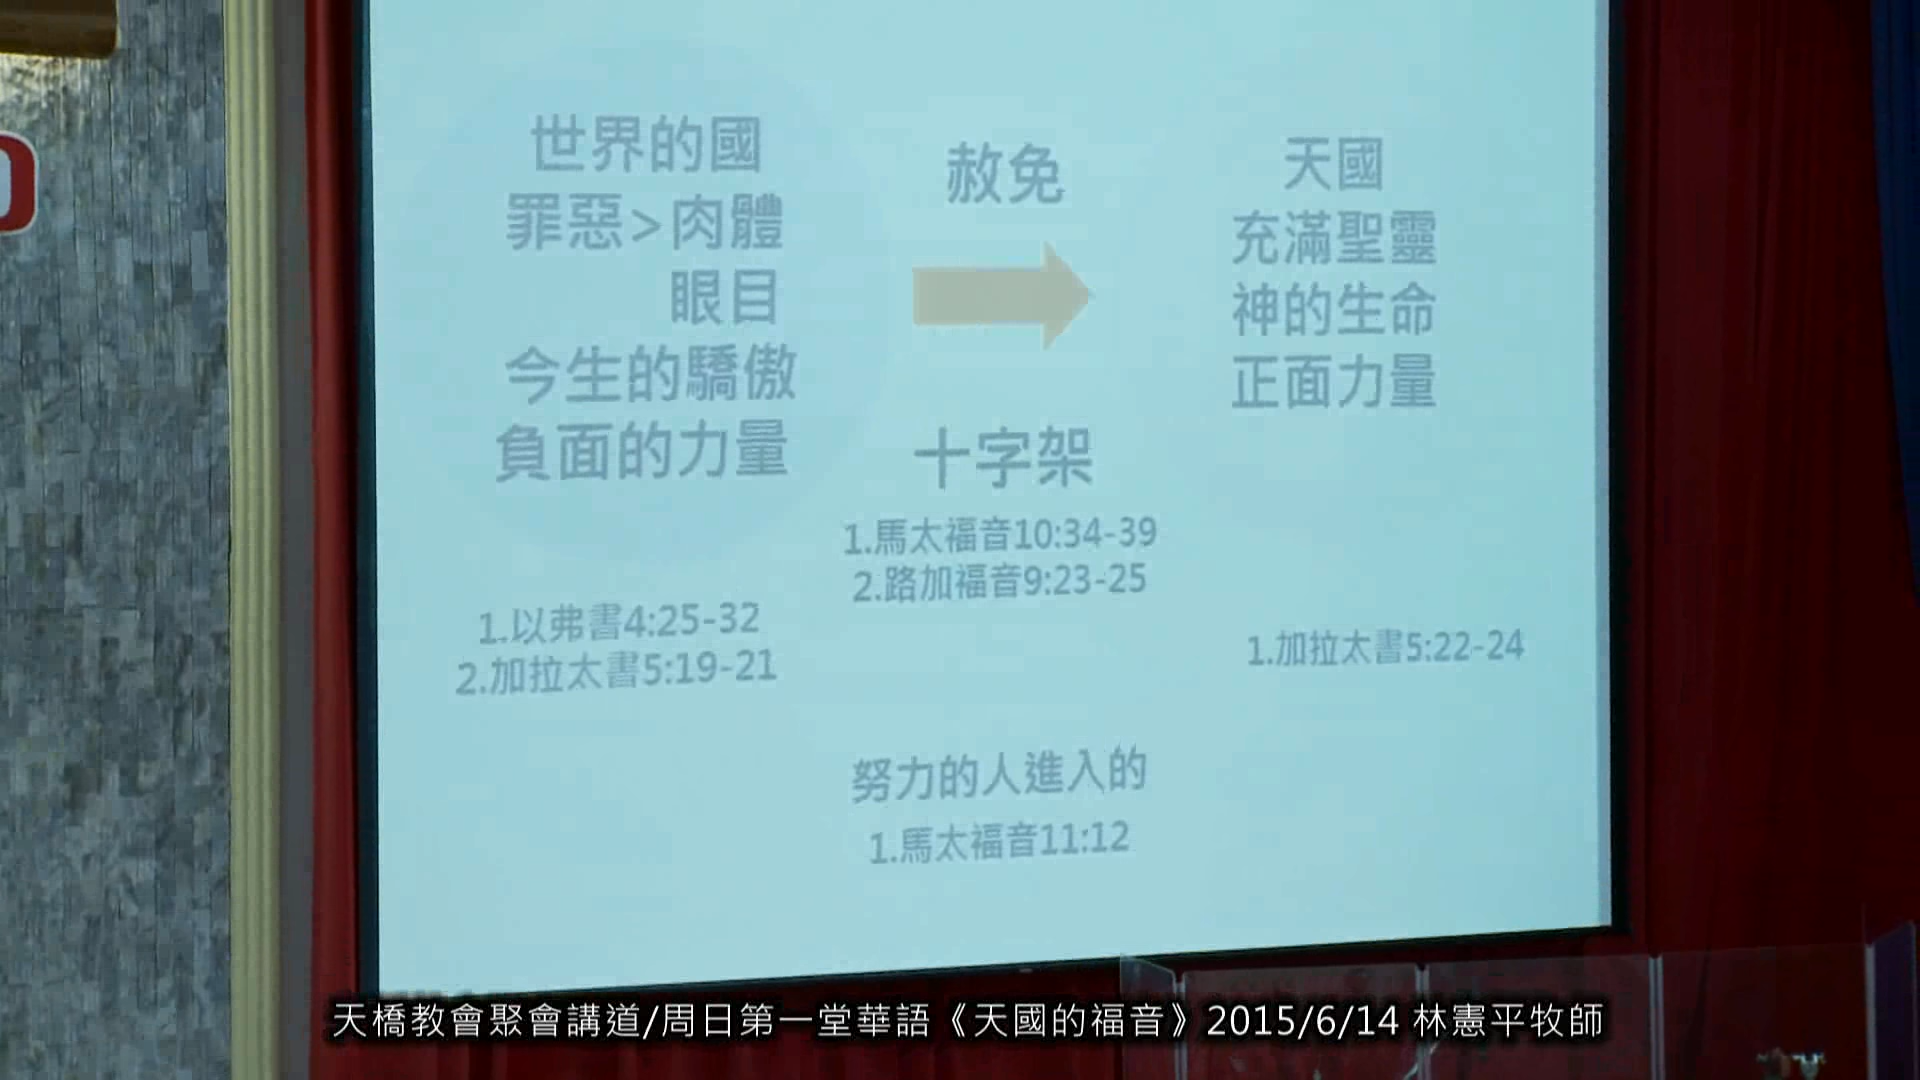 世界的國
罪惡>肉體
眼目
今生的驕傲
負面的力量
1.以弗書4:25-32
2.加拉太書5:19-21
赦免
十字架
1.馬太福音10:34-39
2.路加福音9:23-25
天國
充滿聖靈
神的生命
正面力量
1.加拉太書5:22-24
努力的人進入的
1.馬太福音11:12
天橋教會聚會講道/周日第一堂華語《天國的福音》2015/6/14 林憲平牧師